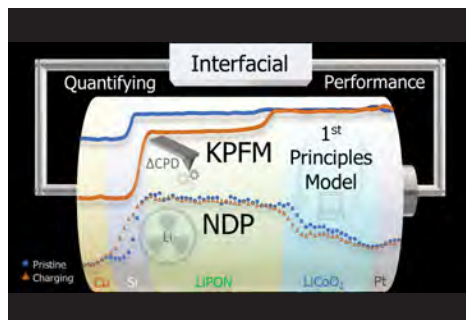 Interfacial
Quantifying
Performance
ΔCPD
KPFM
1st
Principles
Model
NDP
Li
Pristine
Charging
Cu
Si
LiPON
LiCoO₂
Pt